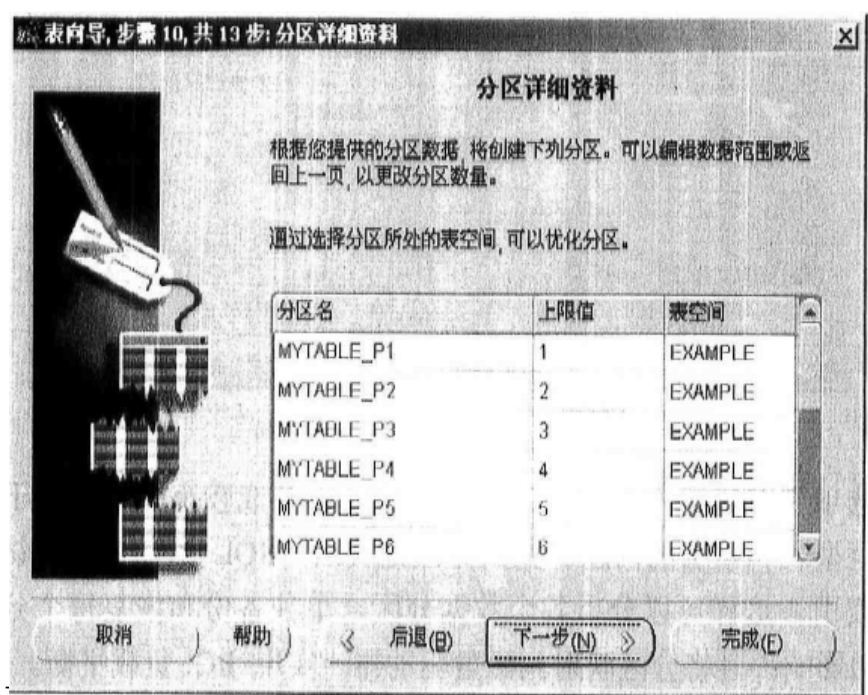 表向导, 步骤 10, 共 13 步: 分区详细资料
分区详细资料
根据您提供的分区数据, 将创建下列分区。可以编辑数据范围或返
回上一页, 以更改分区数量。
通过选择分区所处的表空间, 可以优化分区。
分区名 上限值 表空间
MYTABLE_P1 1 EXAMPLE
MYTABLE_P2 2 EXAMPLE
MYTABLE_P3 3 EXAMPLE
MYTABLE_P4 4 EXAMPLE
MYTABLE_P5 5 EXAMPLE
MYTABLE P6 6 EXAMPLE
取消 帮助 《 后退(B) 下一步(N) 》 完成(F)